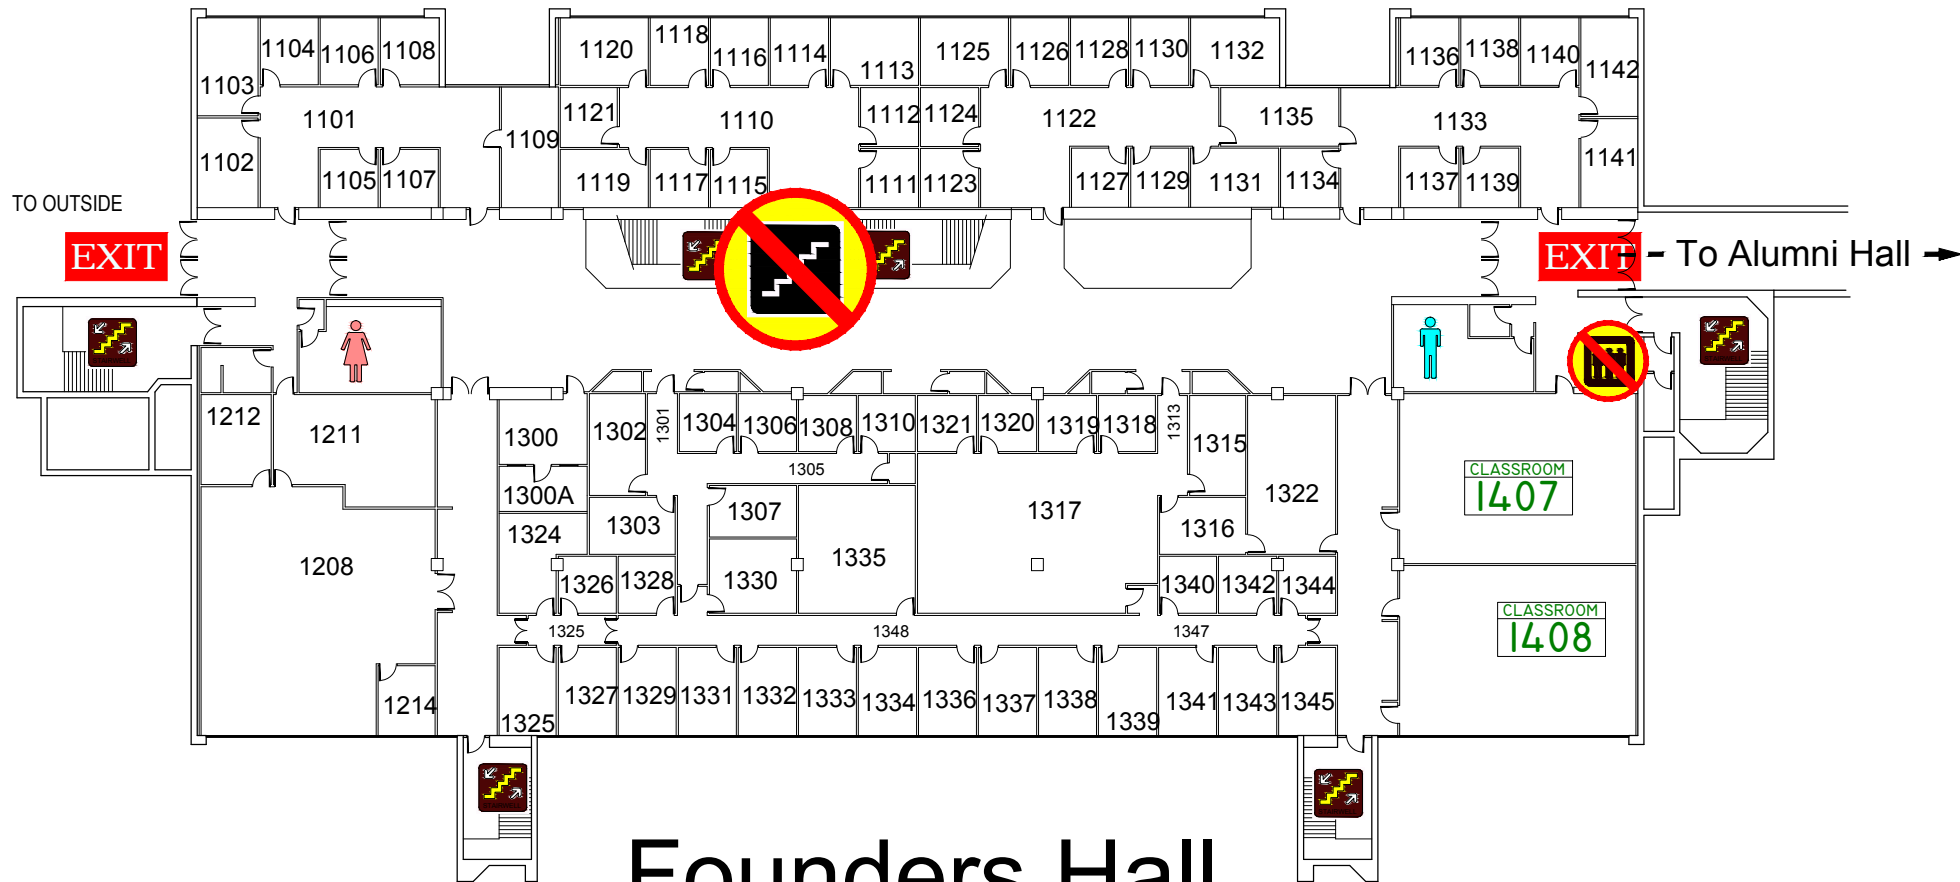 1104 1106 1108 1120 1118 1116 1114 1113 1125 1126 1128 1130 1132 1136 1138 1140 1142
1103 1101 1109 1121 1110 1112 1124 1122 1135 1133
1102 1105 1107 1119 1117 1115 1111 1123 1127 1129 1131 1134 1137 1139 1141
TO OUTSIDE
EXIT
EXIT
To Alumni Hall
1212 1211 1300 1302 1301 1304 1306 1308 1310 1321 1320 1319 1318 1313 1315
1305
CLASSROOM
1407
1300A 1303 1307 1317 1316 1322
1324
1208 1326 1328 1330 1335 1340 1342 1344
CLASSROOM
1408
1325 1348 1347
1214 1325 1327 1329 1331 1332 1333 1334 1336 1337 1338 1339 1341 1343 1345
Founders Hall